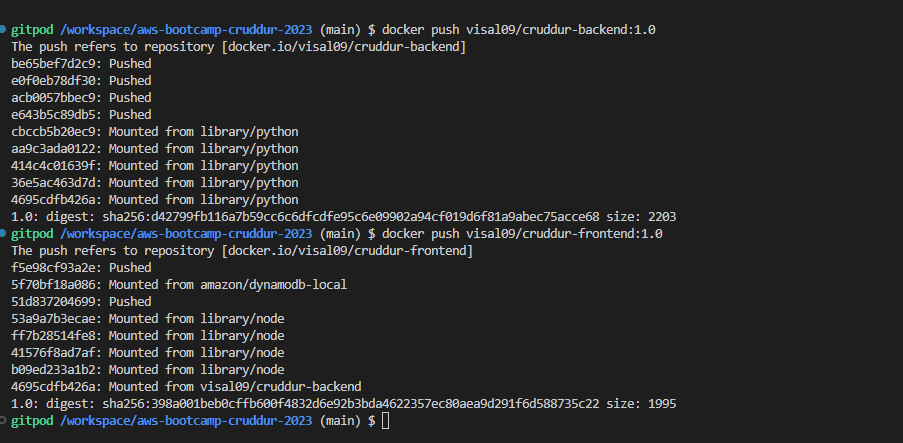 gitpod /workspace/aws-bootcamp-cruddur-2023 (main) $ docker push visal09/cruddur-backend:1.0
The push refers to repository [docker.io/visal09/cruddur-backend]
be65bef7d2c9: Pushed
e0f0eb78df30: Pushed
acb0057bbec9: Pushed
e643b5c89db5: Pushed
cbccb5b20ec9: Mounted from library/python
aa9c3ada0122: Mounted from library/python
414c4c01639f: Mounted from library/python
36e5ac463d7d: Mounted from library/python
4695cdfb426a: Mounted from library/python
1.0: digest: sha256:d42799fb116a7b59cc6c6dfcdfe95c6e09902a94cf019d6f81a9abec75acce68 size: 2203
gitpod /workspace/aws-bootcamp-cruddur-2023 (main) $ docker push visal09/cruddur-frontend:1.0
The push refers to repository [docker.io/visal09/cruddur-frontend]
f5e98cf93a2e: Pushed
5f70bf18a086: Mounted from amazon/dynamodb-local
51d837204699: Pushed
53a9a7b3ecae: Mounted from library/node
ff7b28514fe8: Mounted from library/node
41576f8ad7af: Mounted from library/node
b09ed233a1b2: Mounted from library/node
4695cdfb426a: Mounted from visal09/cruddur-backend
1.0: digest: sha256:398a001beb0cffb600f4832d6e92b3bda4622357ec80aea9d291f6d588735c22 size: 1995
gitpod /workspace/aws-bootcamp-cruddur-2023 (main) $